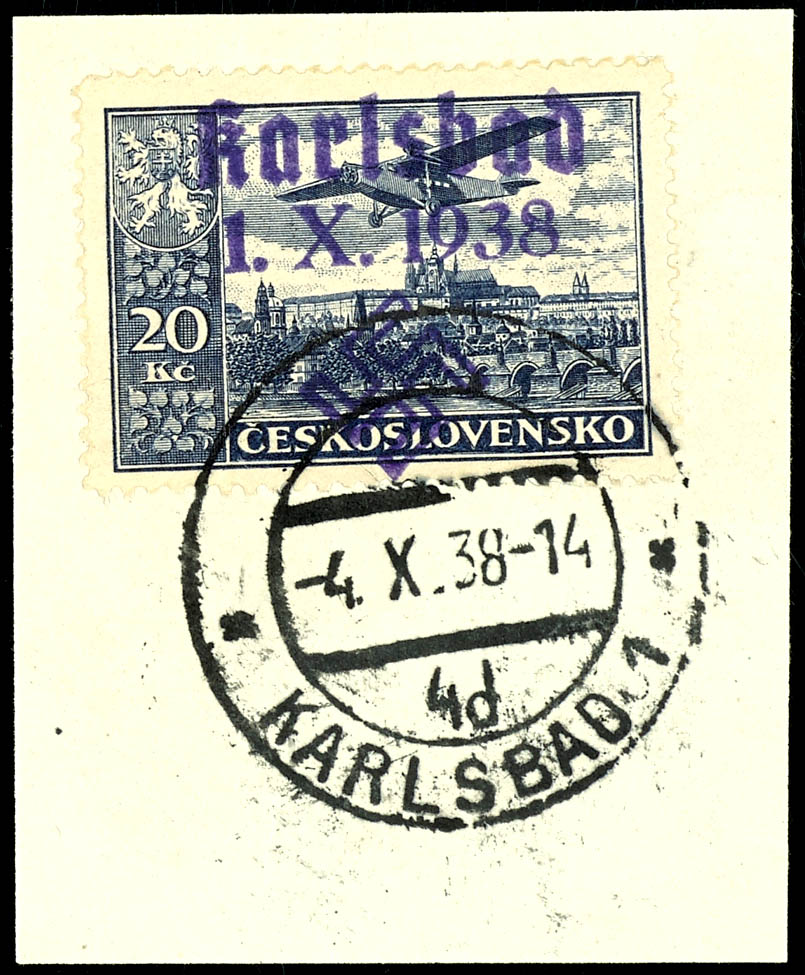 Karlsbad
1. X. 1938
20
Kč
ČESKOSLOVENSKO
-4. X. 38-14
4d
* KARLSBAD 1 *